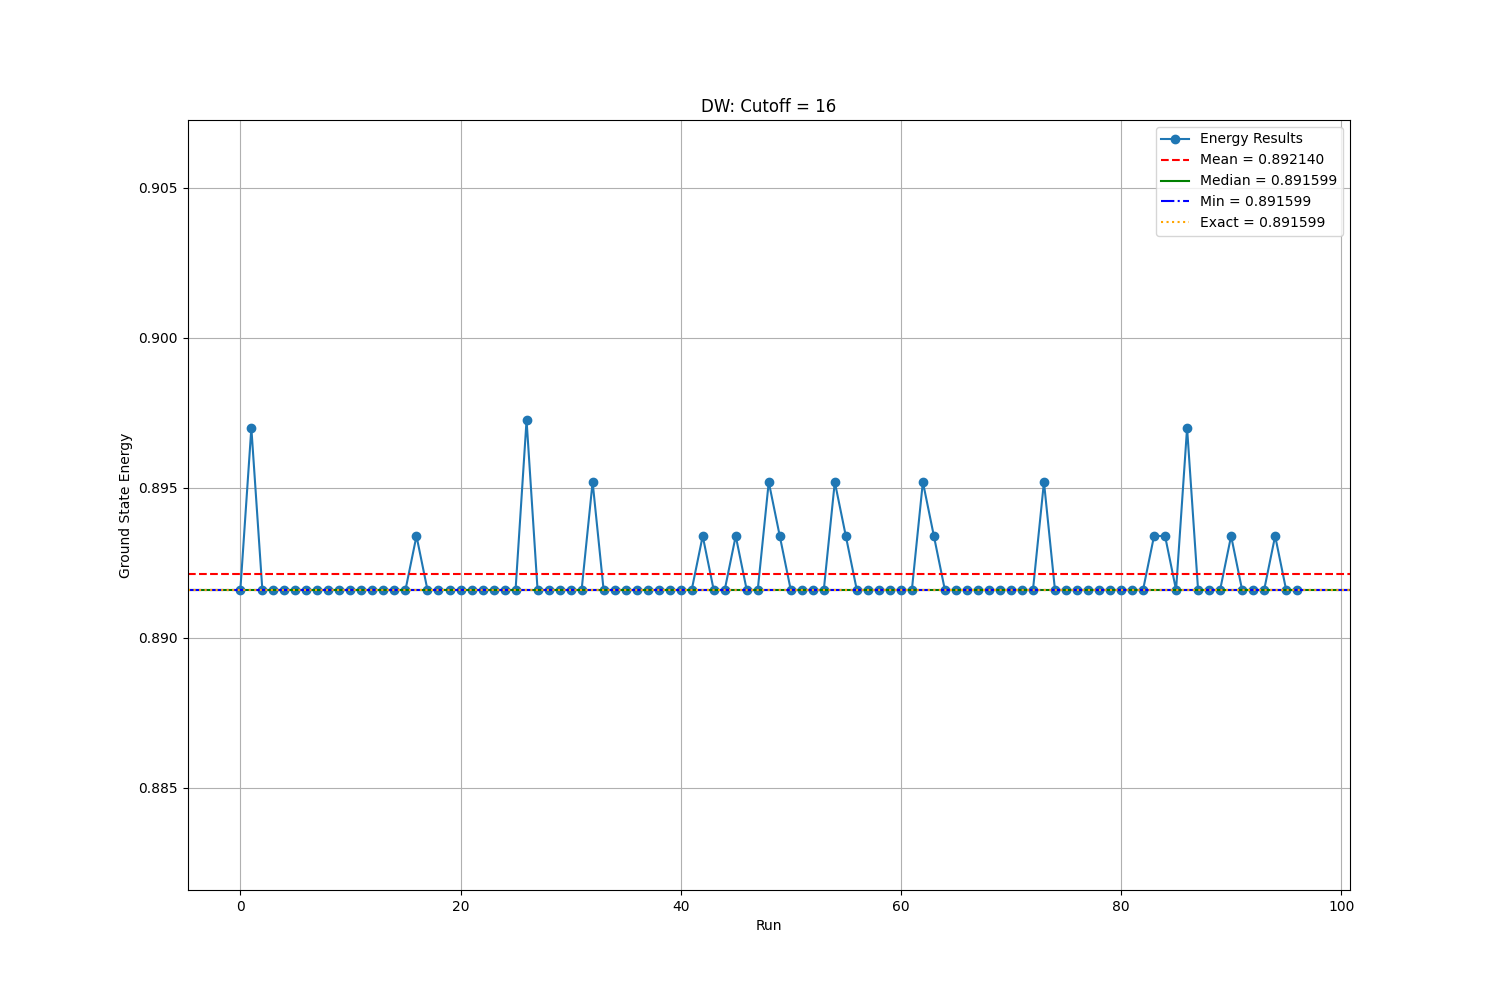 DW: Cutoff = 16
Energy Results
Mean = 0.892140
Median = 0.891599
Min = 0.891599
Exact = 0.891599
0.905
0.900
0.895
0.890
0.885
Ground State Energy
0 20 40 60 80 100
Run